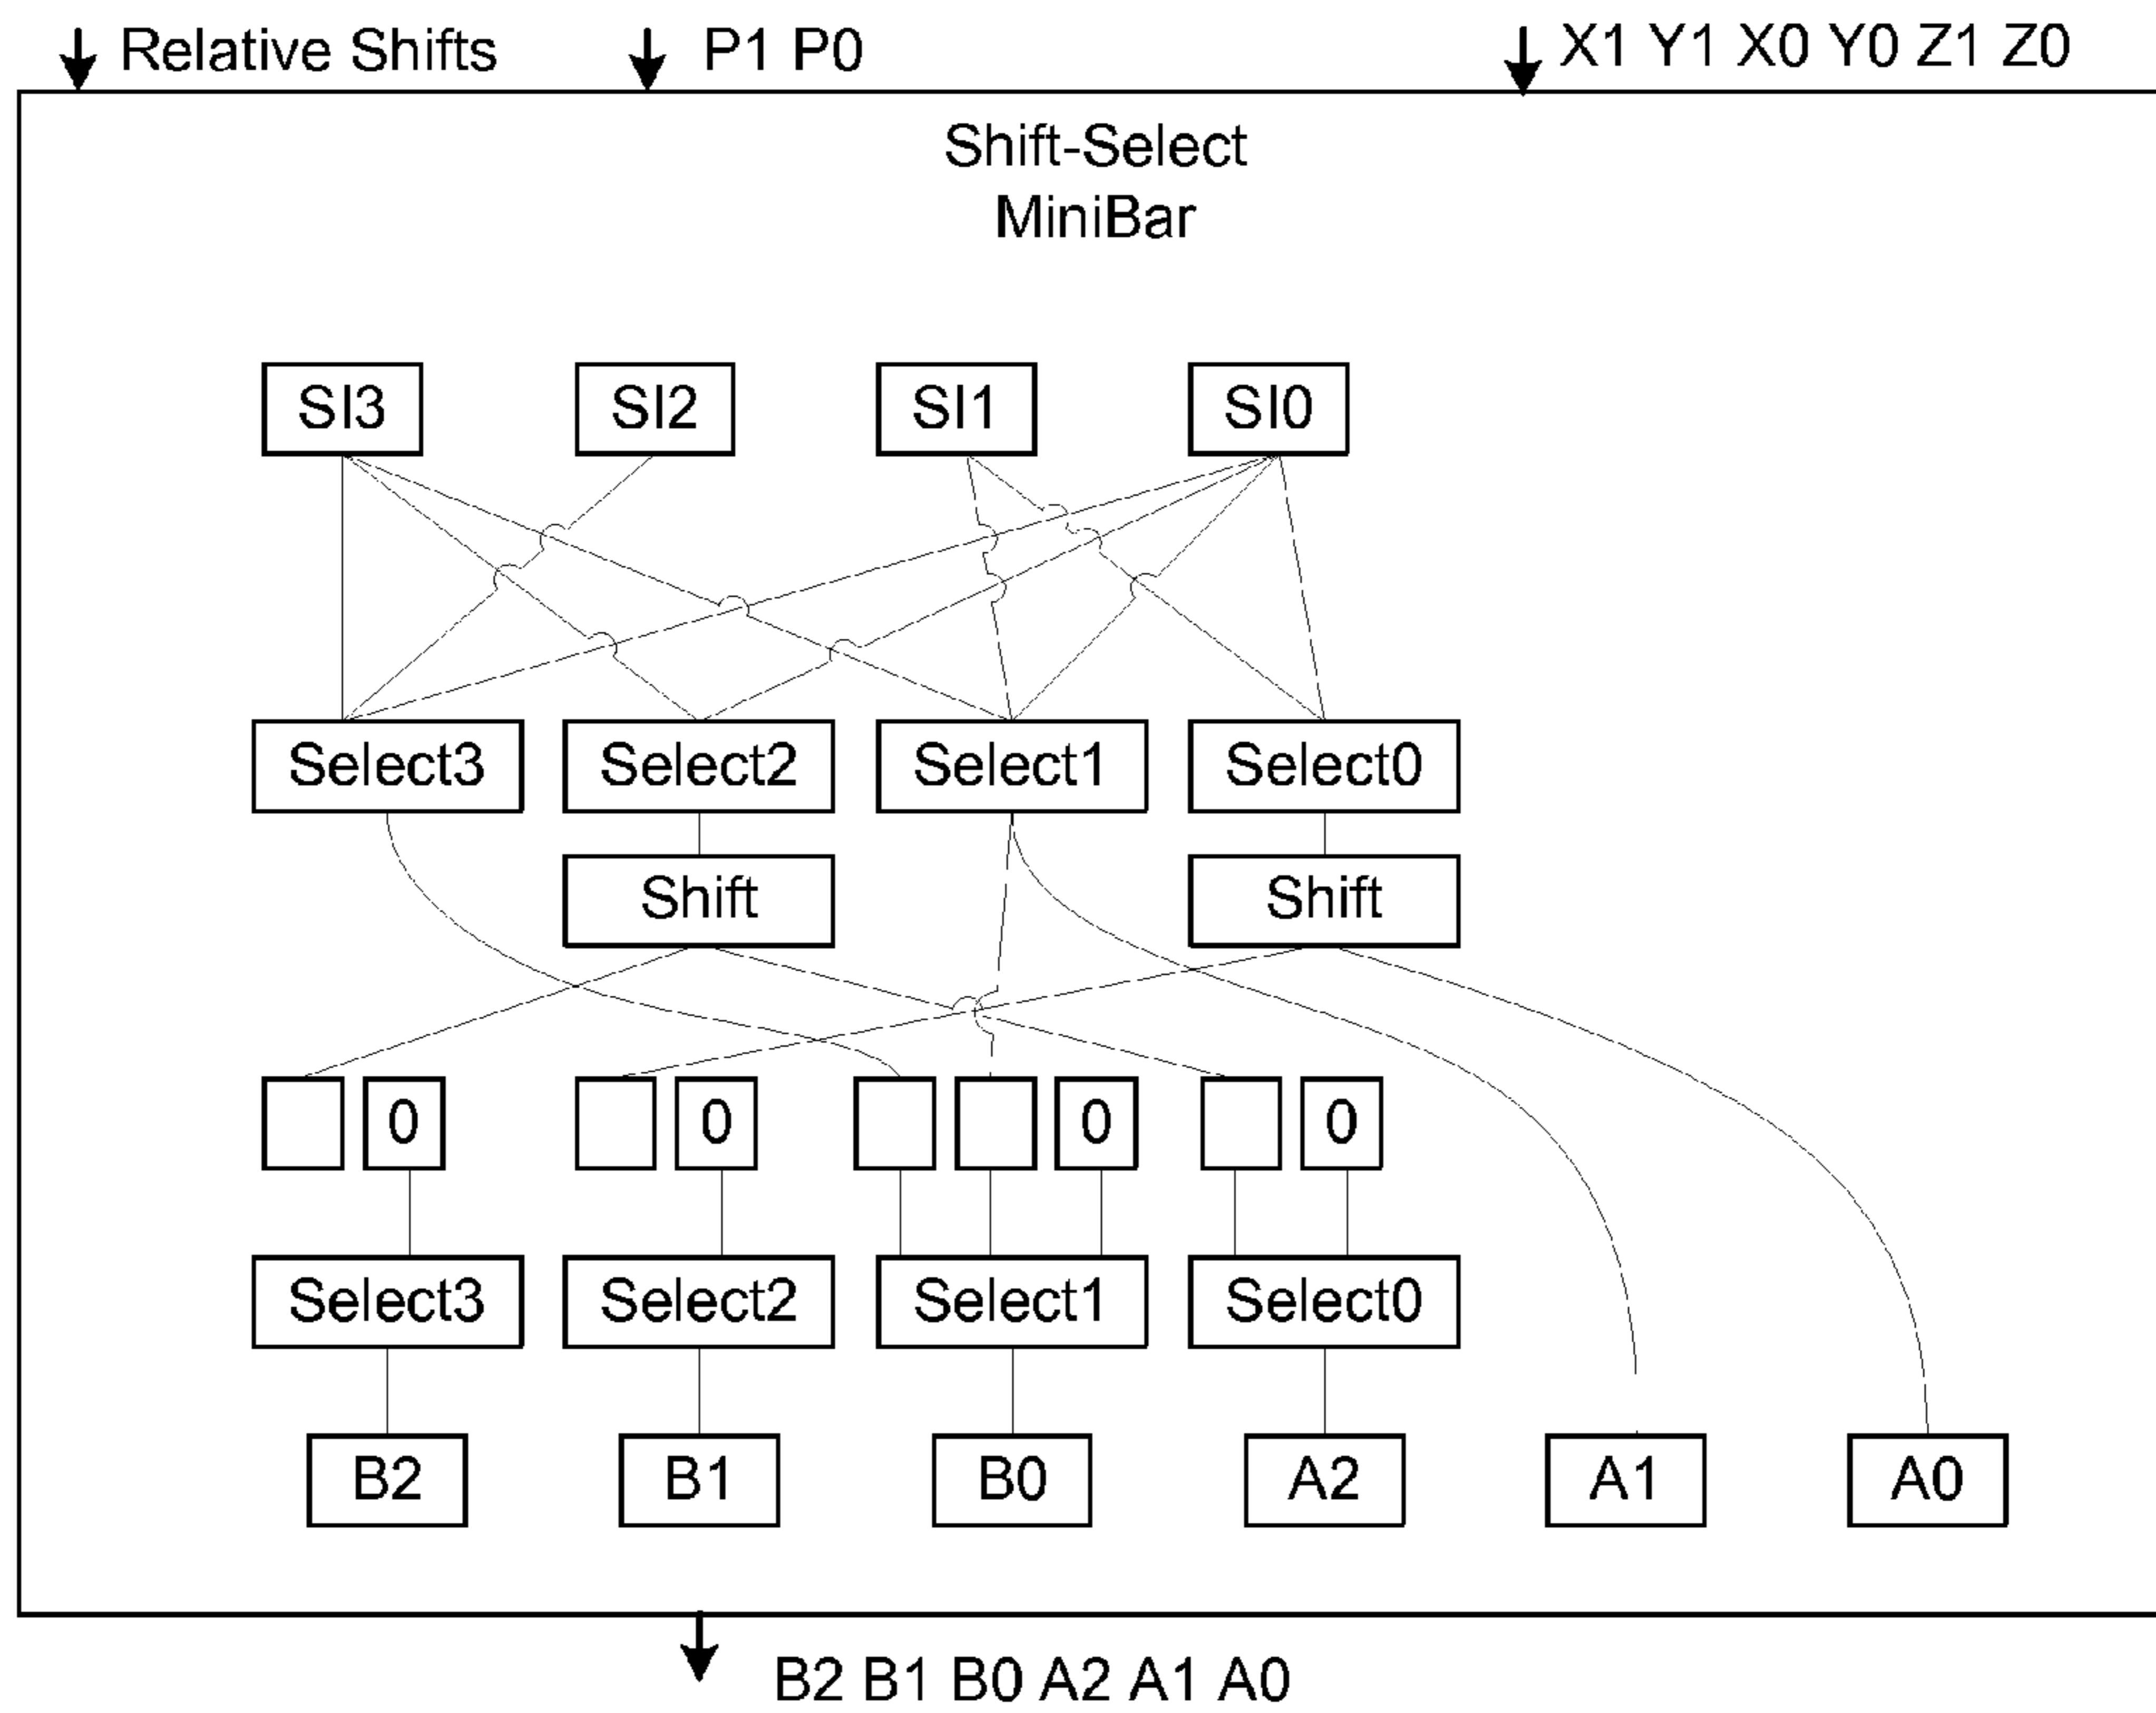 Relative Shifts P1 P0 X1 Y1 X0 Y0 Z1 Z0
Shift-Select
MiniBar
SI3 SI2 SI1 SI0
Select3 Select2 Select1 Select0
Shift Shift
0 0 0 0
Select3 Select2 Select1 Select0
B2 B1 B0 A2 A1 A0
B2 B1 B0 A2 A1 A0